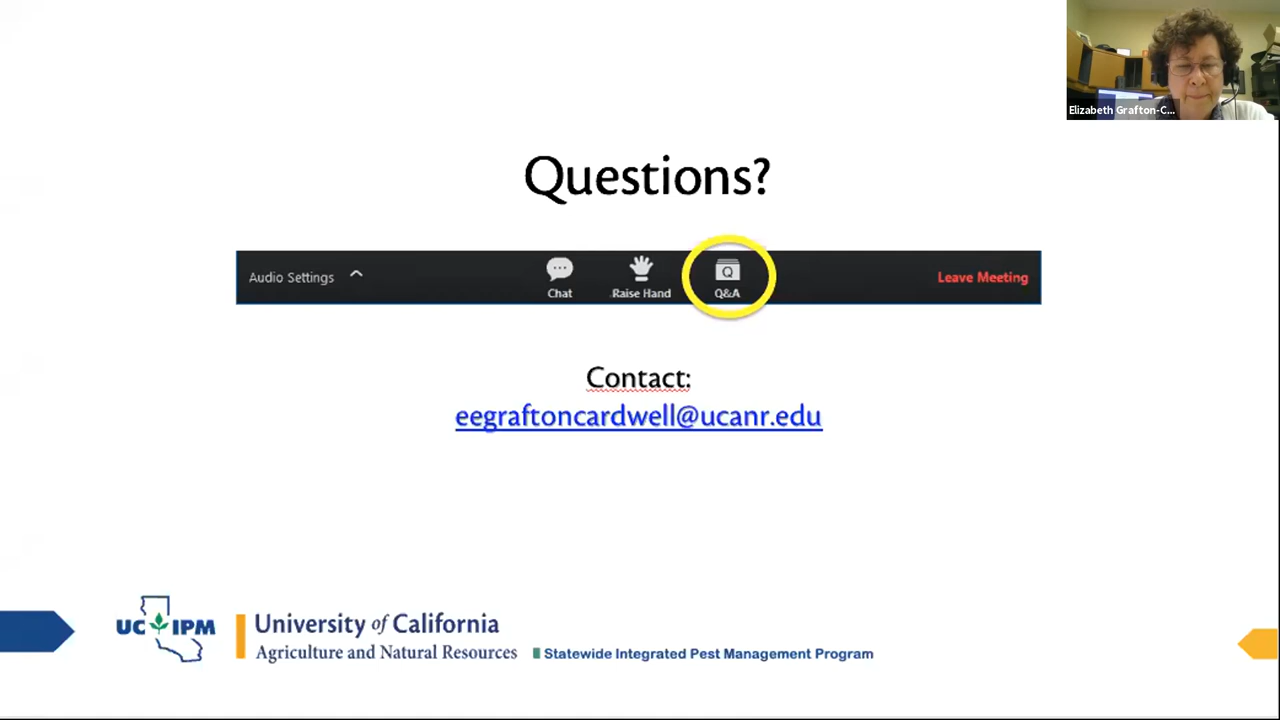 Elizabeth Grafton-C...
Questions?
Audio Settings
Chat
Raise Hand
Q
Q&A
Leave Meeting
Contact:
eegraftoncardwell@ucanr.edu
UC IPM
University of California
Agriculture and Natural Resources
Statewide Integrated Pest Management Program